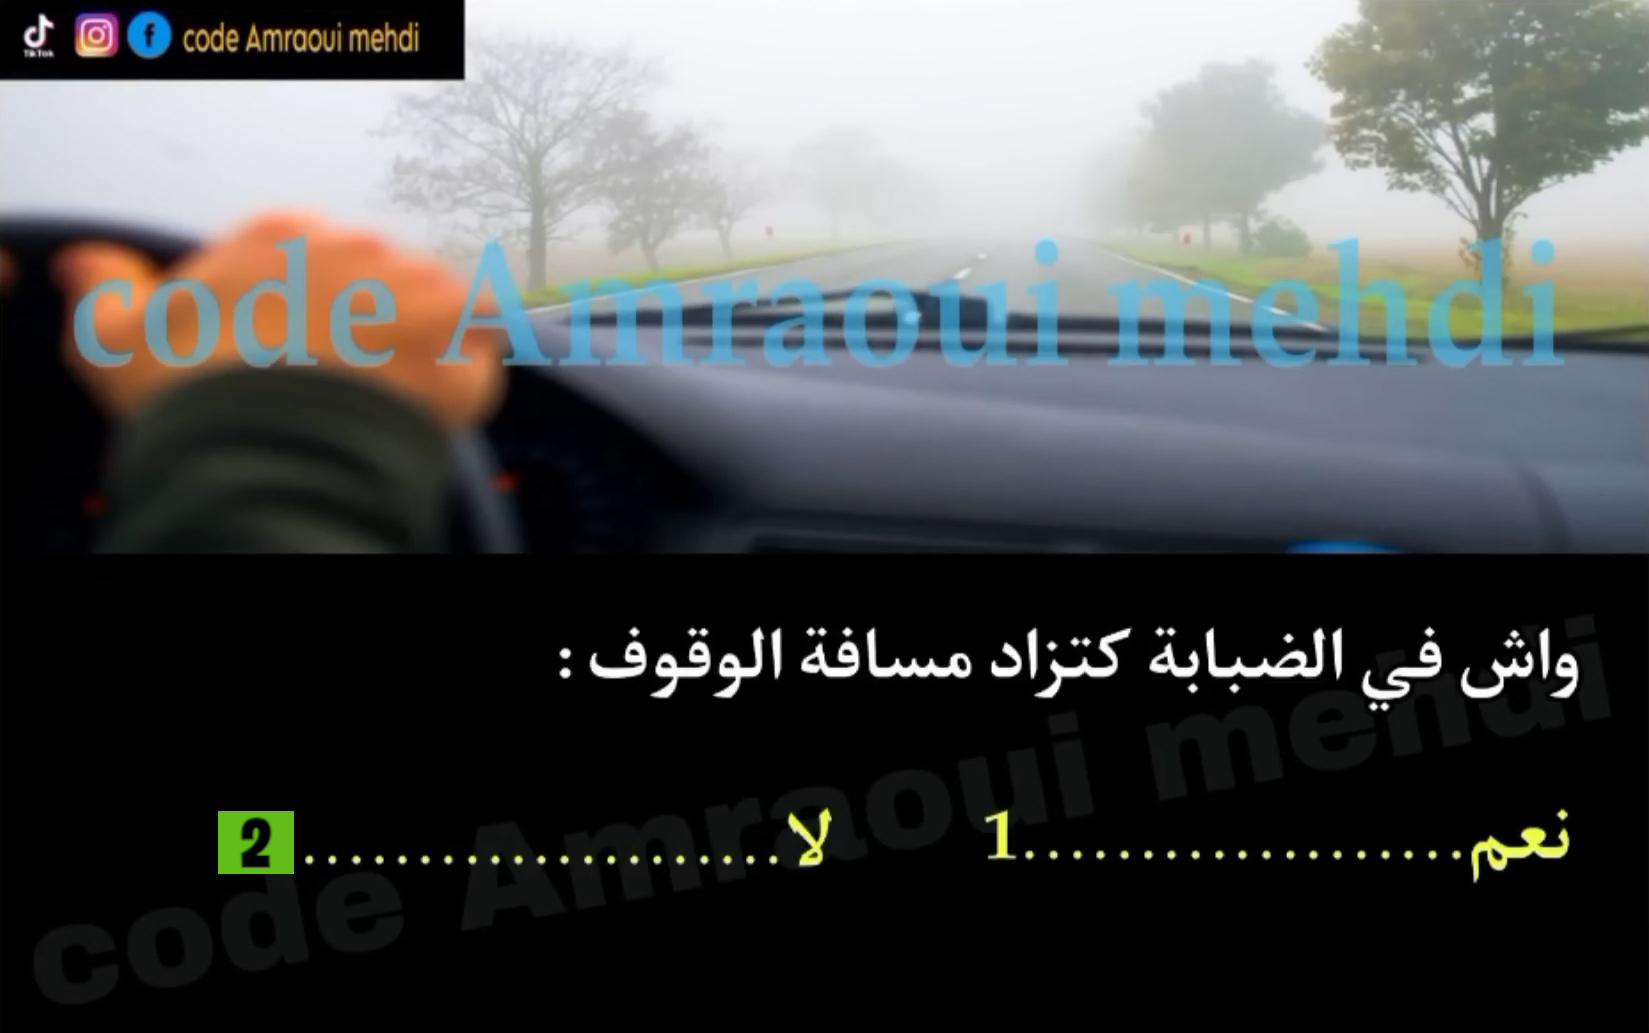 TikTok
code Amraoui mehdi
code Amraoui mehdi
واش في الضبابة كتزاد مسافة الوقوف :
نعم...................1 لا....................2
code Amraoui mehdi